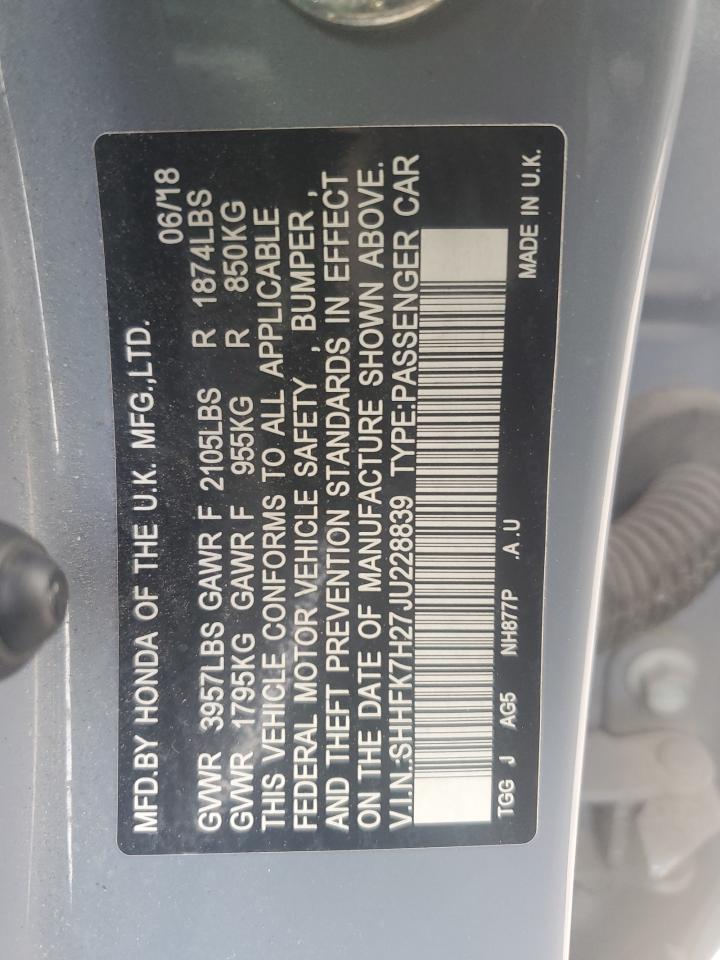 MFD.BY HONDA OF THE U.K. MFG.,LTD. 06/18
GVWR 3957LBS GAWR F 2105LBS R 1874LBS
GVWR 1795KG GAWR F 955KG R 850KG
THIS VEHICLE CONFORMS TO ALL APPLICABLE
FEDERAL MOTOR VEHICLE SAFETY , BUMPER ,
AND THEFT PREVENTION STANDARDS IN EFFECT
ON THE DATE OF MANUFACTURE SHOWN ABOVE.
V.I.N.:SHHFK7H27JU228839 TYPE:PASSENGER CAR
TGG J AG5 NH877P .A.U MADE IN U.K.